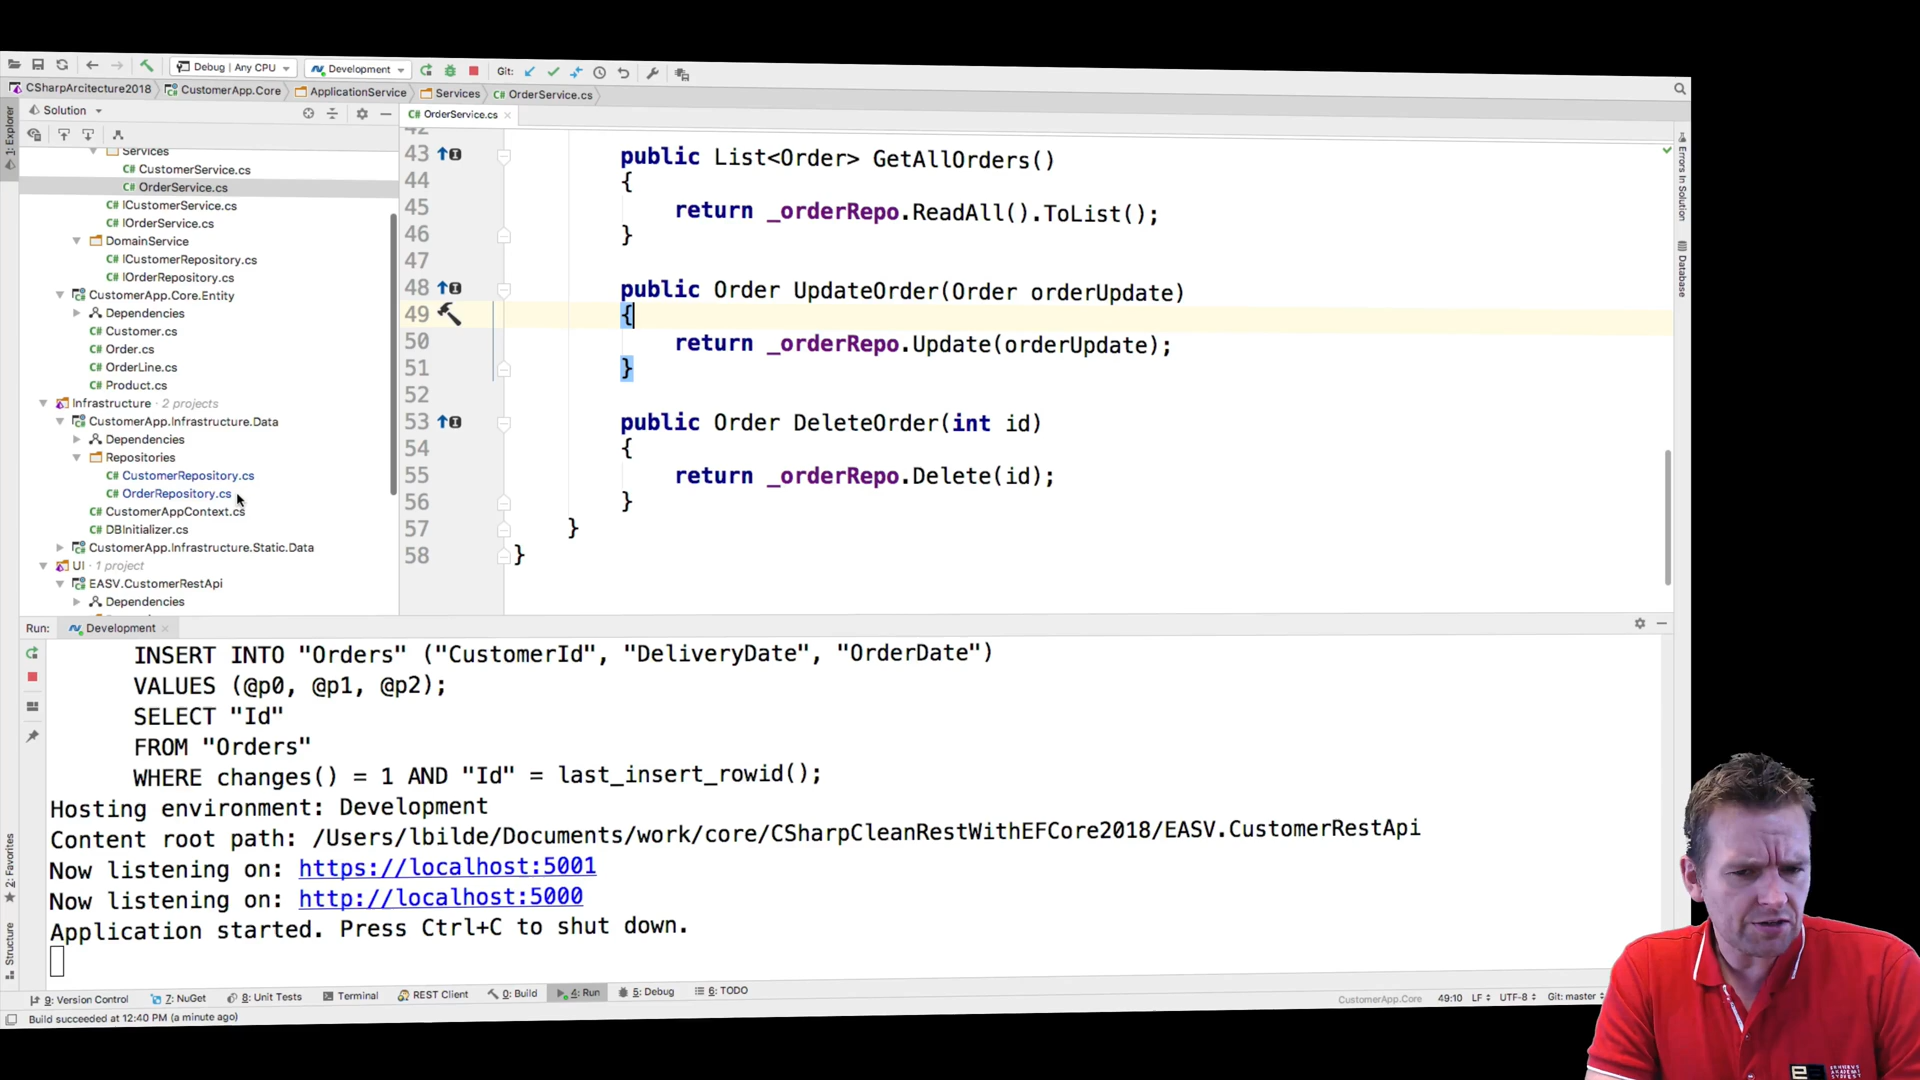 Debug | Any CPU
Development
Git:
CSharpArcitecture2018
CustomerApp.Core
ApplicationService
Services
OrderService.cs
Solution
OrderService.cs
1: Explorer
Services
C# CustomerService.cs
C# OrderService.cs
C# ICustomerService.cs
C# IOrderService.cs
DomainService
C# ICustomerRepository.cs
C# IOrderRepository.cs
CustomerApp.Core.Entity
Dependencies
C# Customer.cs
C# Order.cs
C# OrderLine.cs
C# Product.cs
Infrastructure · 2 projects
CustomerApp.Infrastructure.Data
Dependencies
Repositories
C# CustomerRepository.cs
C# OrderRepository.cs
C# CustomerAppContext.cs
C# DBInitializer.cs
CustomerApp.Infrastructure.Static.Data
UI · 1 project
EASV.CustomerRestApi
Dependencies
42
43 public List<Order> GetAllOrders()
44 {
45 return _orderRepo.ReadAll().ToList();
46 }
47
48 public Order UpdateOrder(Order orderUpdate)
49 {
50 return _orderRepo.Update(orderUpdate);
51 }
52
53 public Order DeleteOrder(int id)
54 {
55 return _orderRepo.Delete(id);
56 }
57 }
58 }
Errors In Solution
Database
Run: Development
INSERT INTO "Orders" ("CustomerId", "DeliveryDate", "OrderDate")
VALUES (@p0, @p1, @p2);
SELECT "Id"
FROM "Orders"
WHERE changes() = 1 AND "Id" = last_insert_rowid();
Hosting environment: Development
Content root path: /Users/lbilde/Documents/work/core/CSharpCleanRestWithEFCore2018/EASV.CustomerRestApi
Now listening on: https://localhost:5001
Now listening on: http://localhost:5000
Application started. Press Ctrl+C to shut down.
2: Favorites
Structure
9: Version Control
7: NuGet
8: Unit Tests
Terminal
REST Client
0: Build
4: Run
5: Debug
6: TODO
CustomerApp.Core
49:10
LF
UTF-8
Git: master
Build succeeded at 12:40 PM (a minute ago)